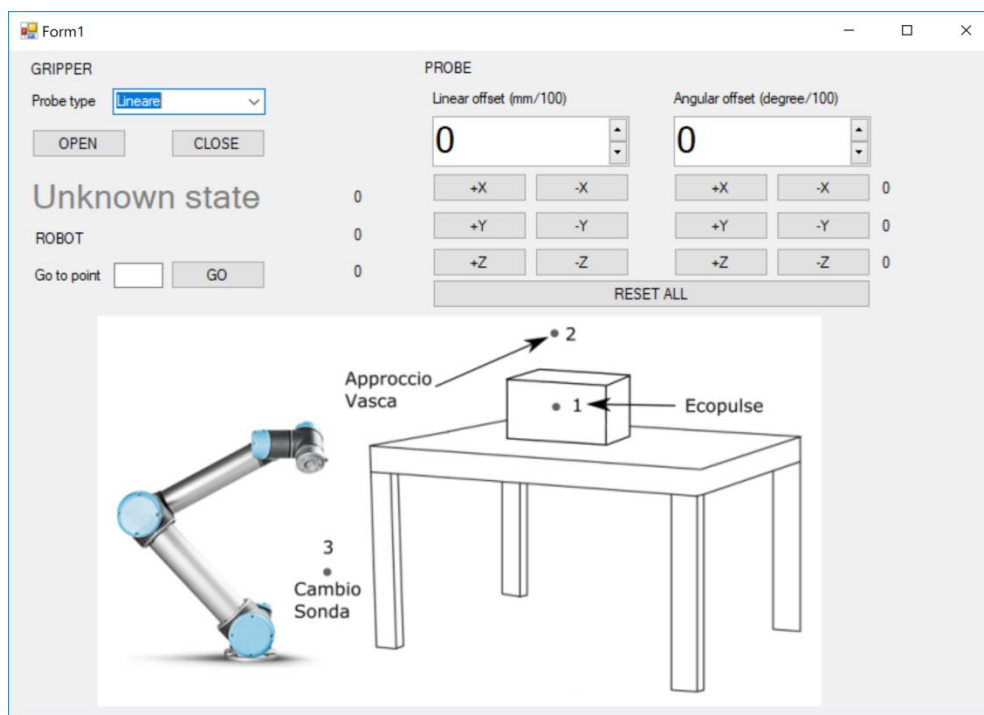 Form1
GRIPPER
Probe type Lineare
OPEN CLOSE
Unknown state
ROBOT
Go to point GO
0
0
0
PROBE
Linear offset (mm/100) Angular offset (degree/100)
0 0
+X -X +X -X 0
+Y -Y +Y -Y 0
+Z -Z +Z -Z 0
RESET ALL
2
Approccio
Vasca
1 Ecopulse
3
Cambio
Sonda